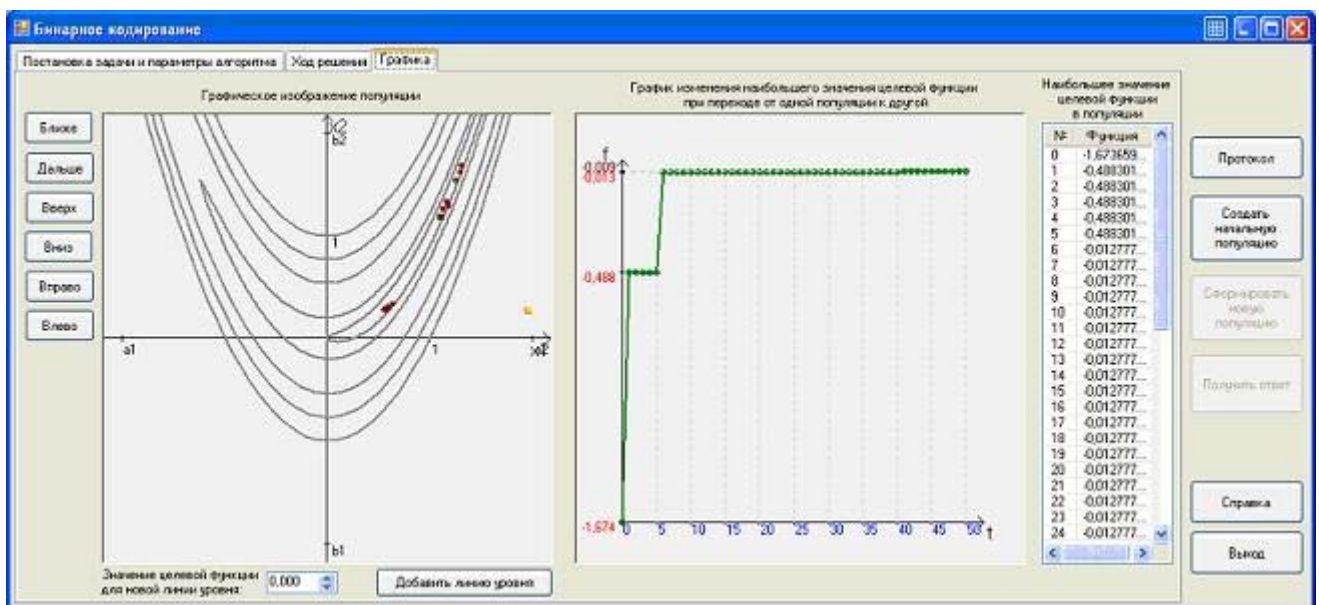 Бинарное кодирование
Постановка задачи и параметры алгоритма Ход решения Графика
Графическое изображение популяции
Ближе
Дальше
Вверх
Вниз
Вправо
Влево
b2
1
a1
1
b1
Значение целевой функции
для новой линии уровня:
0,000
Добавить линию уровня
График изменения наибольшего значения целевой функции
при переходе от одной популяции к другой
f
-0,009
-0,013
-0,488
-1,674
0 5 10 15 20 25 30 35 40 45 50 t
Наибольшее значение
целевой функции
в популяции
№ Функция
0 -1,673659...
1 -0,488301...
2 -0,488301...
3 -0,488301...
4 -0,488301...
5 -0,488301...
6 -0,012777...
7 -0,012777...
8 -0,012777...
9 -0,012777...
10 -0,012777...
11 -0,012777...
12 -0,012777...
13 -0,012777...
14 -0,012777...
15 -0,012777...
16 -0,012777...
17 -0,012777...
18 -0,012777...
19 -0,012777...
20 -0,012777...
21 -0,012777...
22 -0,012777...
23 -0,012777...
24 -0,012777...
Протокол
Создать
начальную
популяцию
Сформировать
новую
популяцию
Получить ответ
Справка
Выход